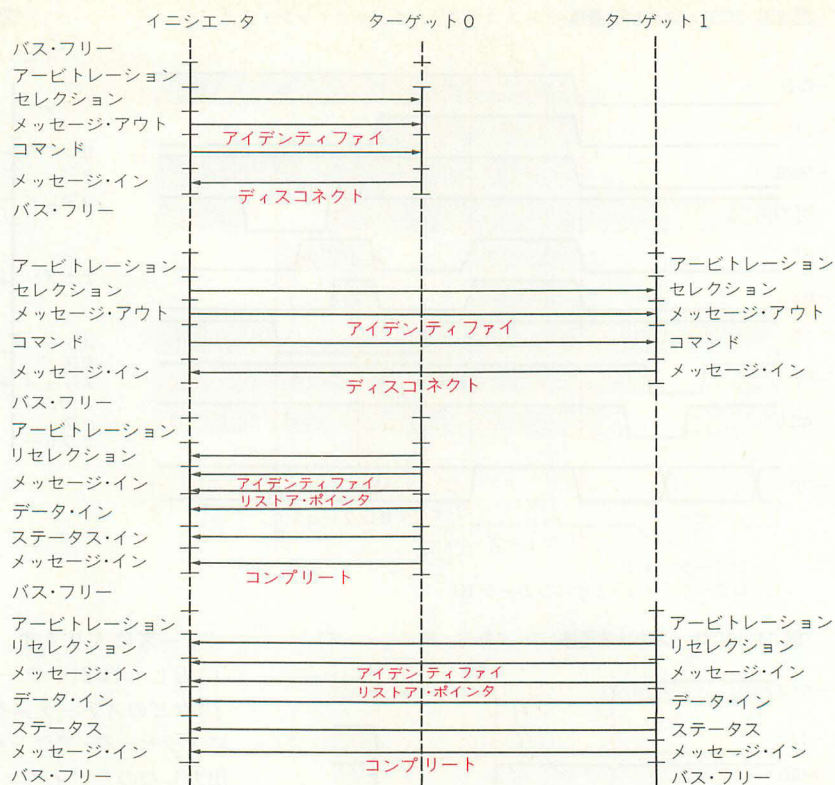 イニシエータ ターゲット0 ターゲット1
バス・フリー
アービトレーション
セレクション
メッセージ・アウト
アイデンティファイ
コマンド
メッセージ・イン
ディスコネクト
バス・フリー
アービトレーション アービトレーション
セレクション セレクション
メッセージ・アウト メッセージ・アウト
アイデンティファイ
コマンド コマンド
メッセージ・イン メッセージ・イン
ディスコネクト
バス・フリー
アービトレーション
リセレクション
メッセージ・イン アイデンティファイ
リストア・ポインタ
データ・イン
ステータス・イン
メッセージ・イン
コンプリート
バス・フリー
アービトレーション アービトレーション
リセレクション リセレクション
メッセージ・イン アイデンティファイ メッセージ・イン
リストア・ポインタ
データ・イン データ・イン
ステータス ステータス
メッセージ・イン メッセージ・イン
コンプリート
バス・フリー バス・フリー